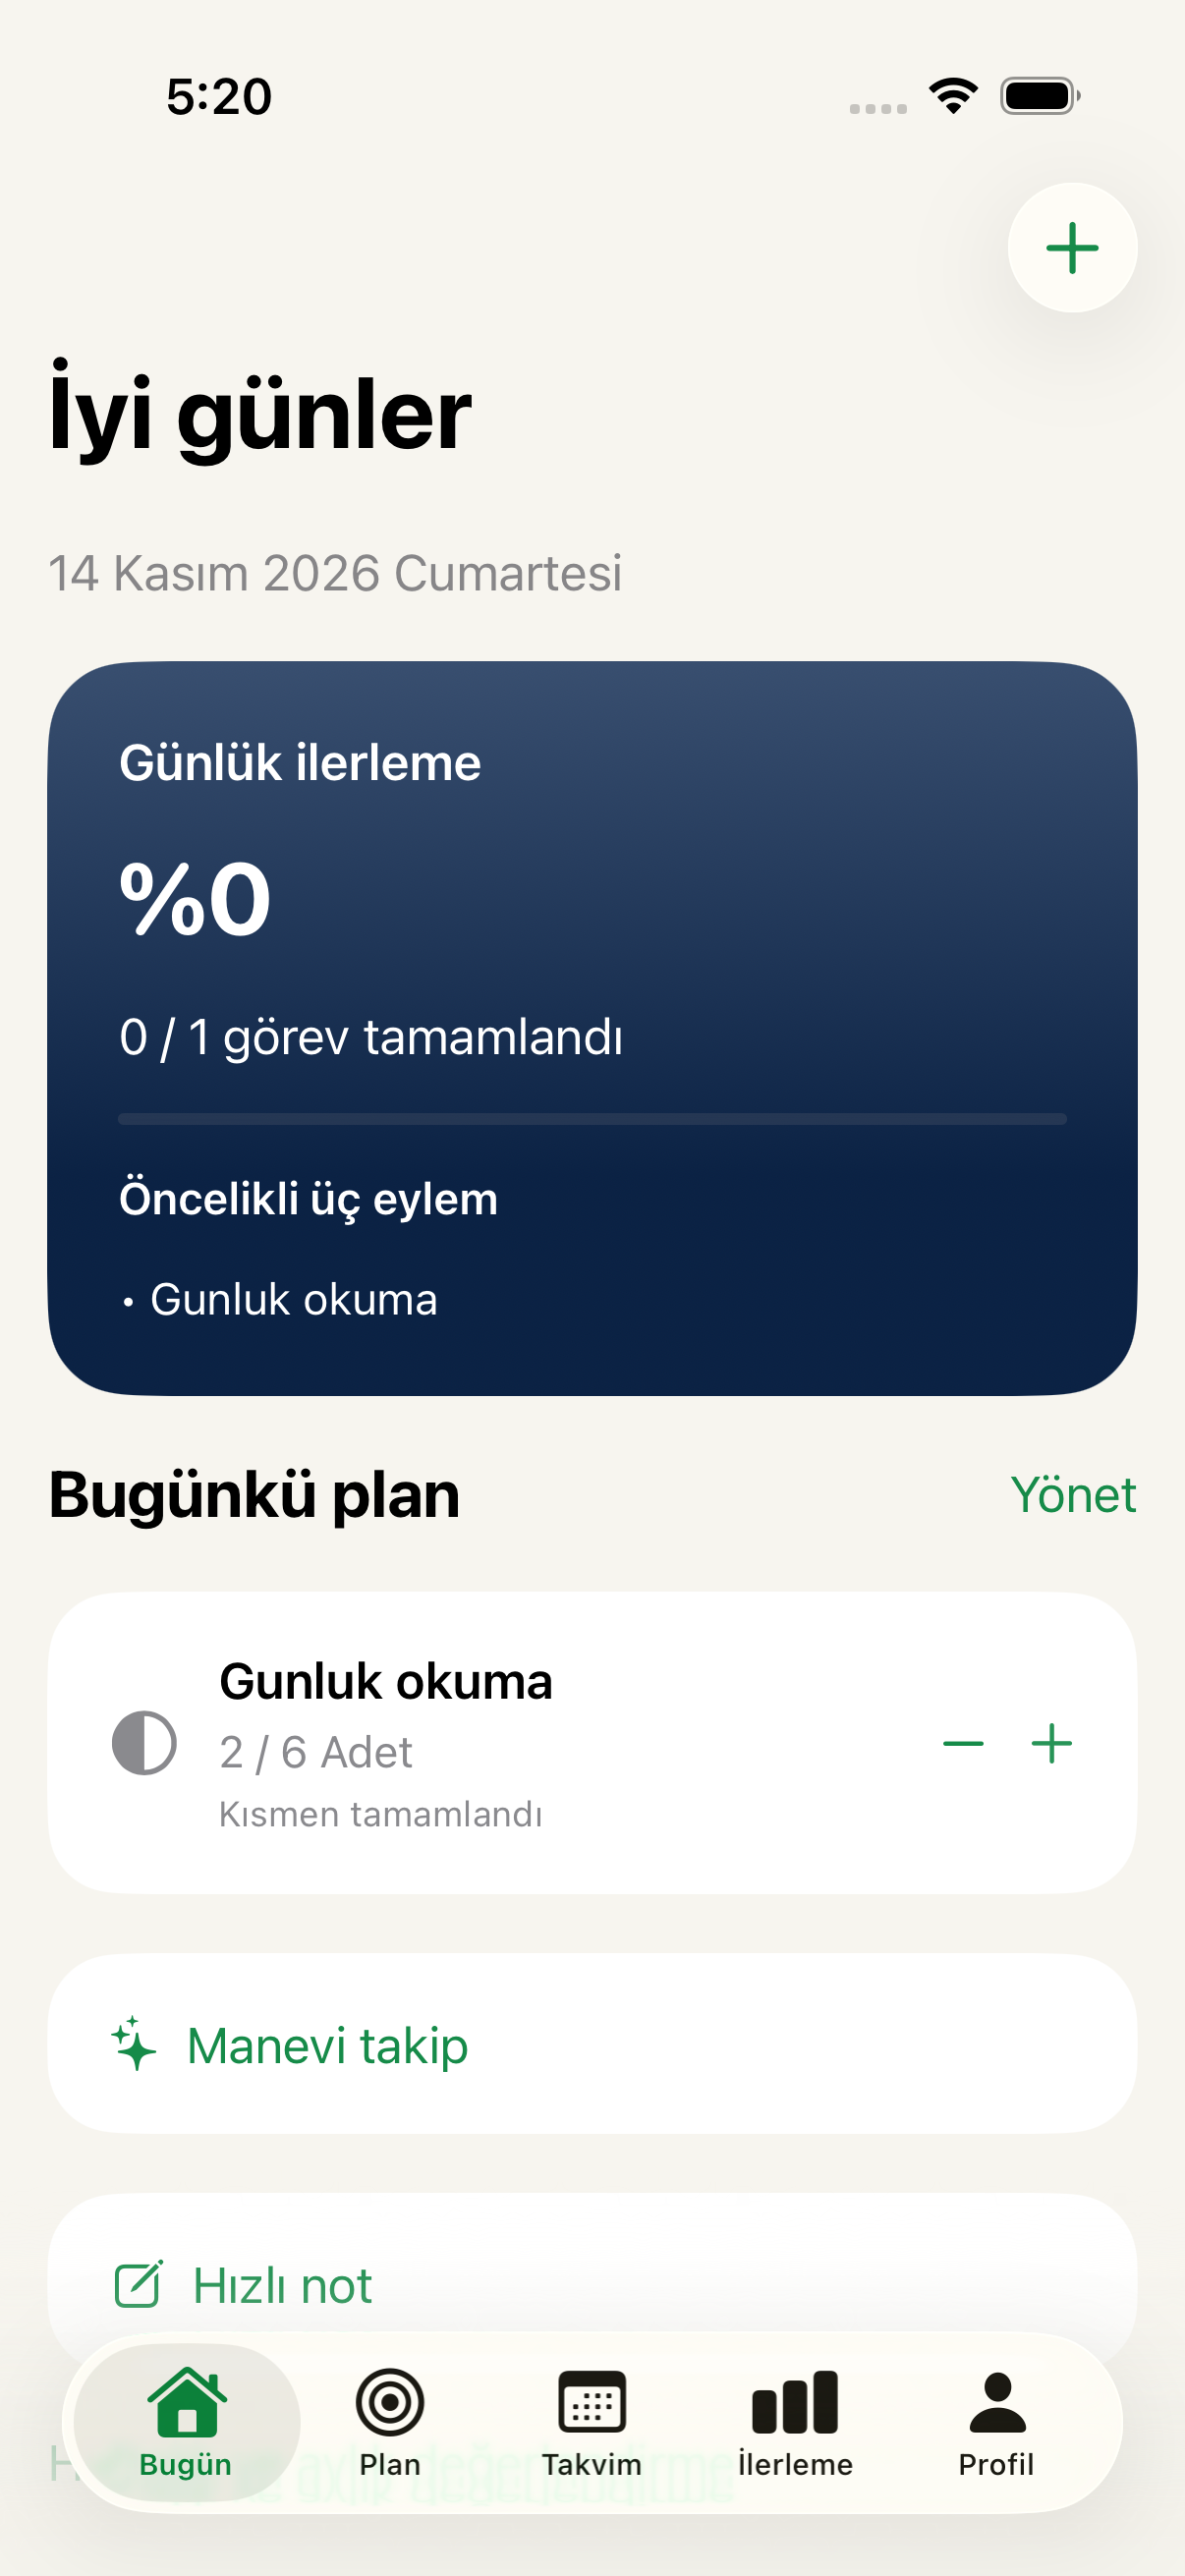 5:20
İyi günler
14 Kasım 2026 Cumartesi
Günlük ilerleme
%0
0 / 1 görev tamamlandı
Öncelikli üç eylem
• Gunluk okuma
Bugünkü plan
Yönet
Gunluk okuma
2 / 6 Adet
Kısmen tamamlandı
Manevi takip
Hızlı not
Bugün
Plan
Takvim
İlerleme
Profil